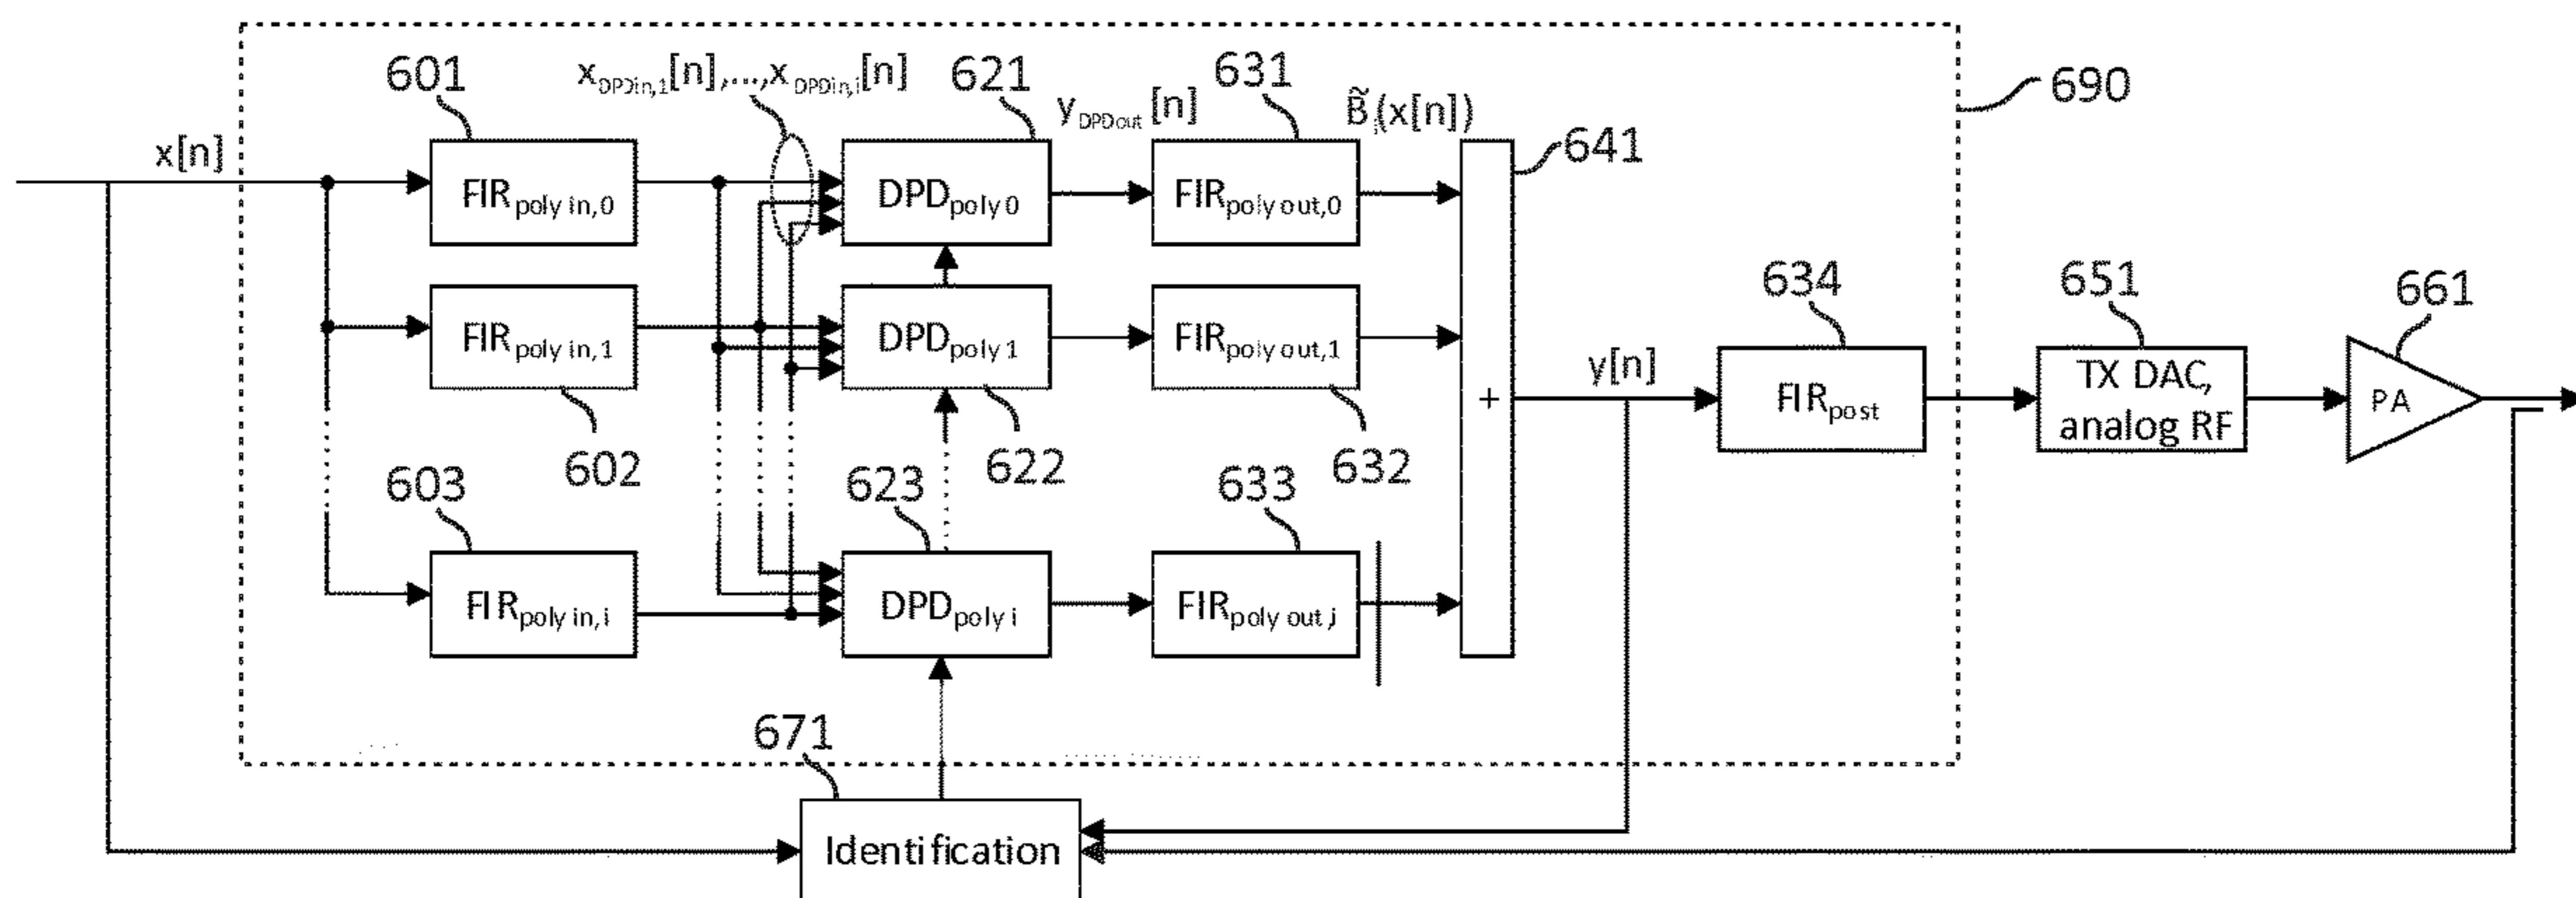 601
x_DPDin,1[n],...,x_DPDin,i[n]
621
y_DPDout[n]
631
B̃_i(x[n])
641
690
x[n]
FIR_poly in,0
DPD_poly 0
FIR_poly out,0
634
651
661
FIR_poly in,1
DPD_poly 1
FIR_poly out,1
+
y[n]
FIR_post
TX DAC,
analog RF
PA
602
622
632
603
623
633
FIR_poly in,i
DPD_poly i
FIR_poly out,i
671
Identification